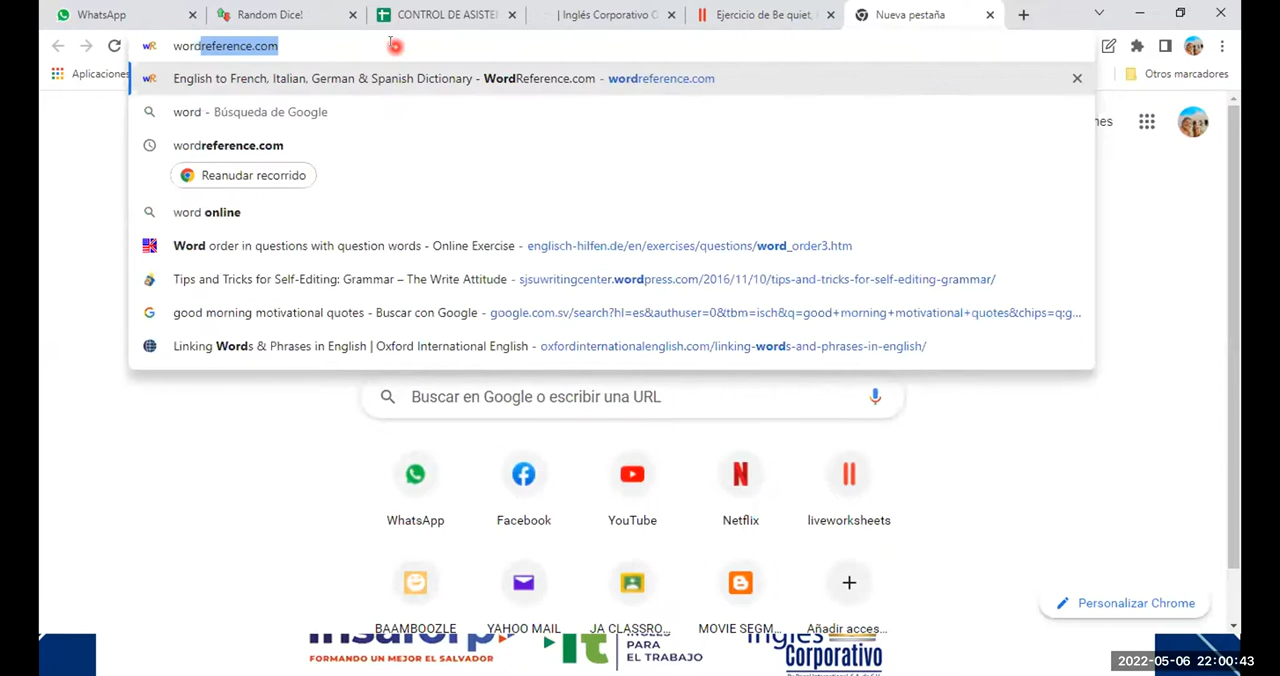 WhatsApp
Random Dice!
CONTROL DE ASISTE
| Inglés Corporativo C
Ejercicio de Be quiet,
Nueva pestaña
wordreference.com
Aplicaciones
Otros marcadores
English to French, Italian, German & Spanish Dictionary - WordReference.com - wordreference.com
word - Búsqueda de Google
wordreference.com
Reanudar recorrido
word online
Word order in questions with question words - Online Exercise - englisch-hilfen.de/en/exercises/questions/word_order3.htm
Tips and Tricks for Self-Editing: Grammar – The Write Attitude - sjsuwritingcenter.wordpress.com/2016/11/10/tips-and-tricks-for-self-editing-grammar/
good morning motivational quotes - Buscar con Google - google.com.sv/search?hl=es&authuser=0&tbm=isch&q=good+morning+motivational+quotes&chips=q:g...
Linking Words & Phrases in English | Oxford International English - oxfordinternationalenglish.com/linking-words-and-phrases-in-english/
Buscar en Google o escribir una URL
WhatsApp
Facebook
YouTube
Netflix
liveworksheets
BAAMBOOZLE
YAHOO MAIL
JA CLASSRO...
MOVIE SEGM...
Añadir acces...
Personalizar Chrome
FORMANDO UN MEJOR EL SALVADOR
PARA
EL TRABAJO
Inglés
Corporativo
2022-05-06 22:00:43